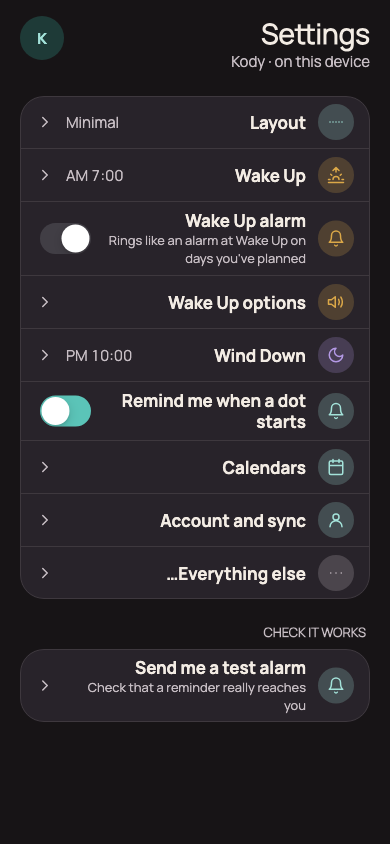 K
Settings
Kody · on this device
Layout
Minimal
Wake Up
AM 7:00
Wake Up alarm
Rings like an alarm at Wake Up on
days you've planned
Wake Up options
Wind Down
PM 10:00
Remind me when a dot
starts
Calendars
Account and sync
...Everything else
CHECK IT WORKS
Send me a test alarm
Check that a reminder really reaches
you